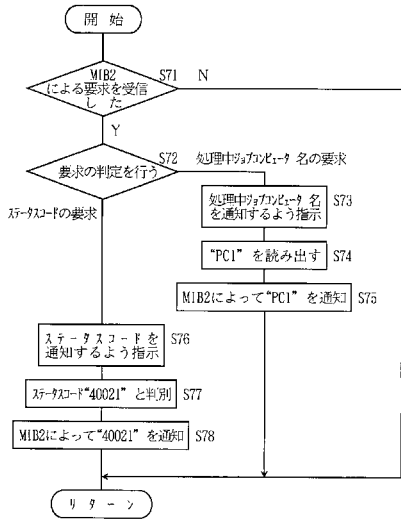 開 始
MIB2
による要求を受信
し た
S71
N
Y
要求の判定を行う
S72
処理中ジョブコンピュータ 名の要求
ステータスコードの要求
処理中ジョブコンピュータ 名
を通知するよう指示
S73
“PC1” を読み出す
S74
MIB2によって“PC1” を通知
S75
ステータスコードを
通知するよう指示
S76
ステータスコード“40021” と判別
S77
MIB2によって“40021” を通知
S78
リ タ ー ン